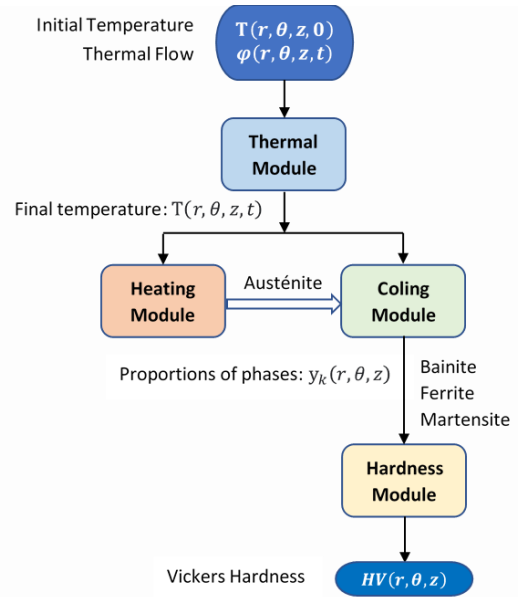 Initial Temperature
Thermal Flow
T(r, θ, z, 0)
φ(r, θ, z, t)
Thermal
Module
Final temperature: T(r, θ, z, t)
Heating
Module
Austénite
Coling
Module
Proportions of phases: y_k(r, θ, z)
Bainite
Ferrite
Martensite
Hardness
Module
Vickers Hardness
HV(r, θ, z)